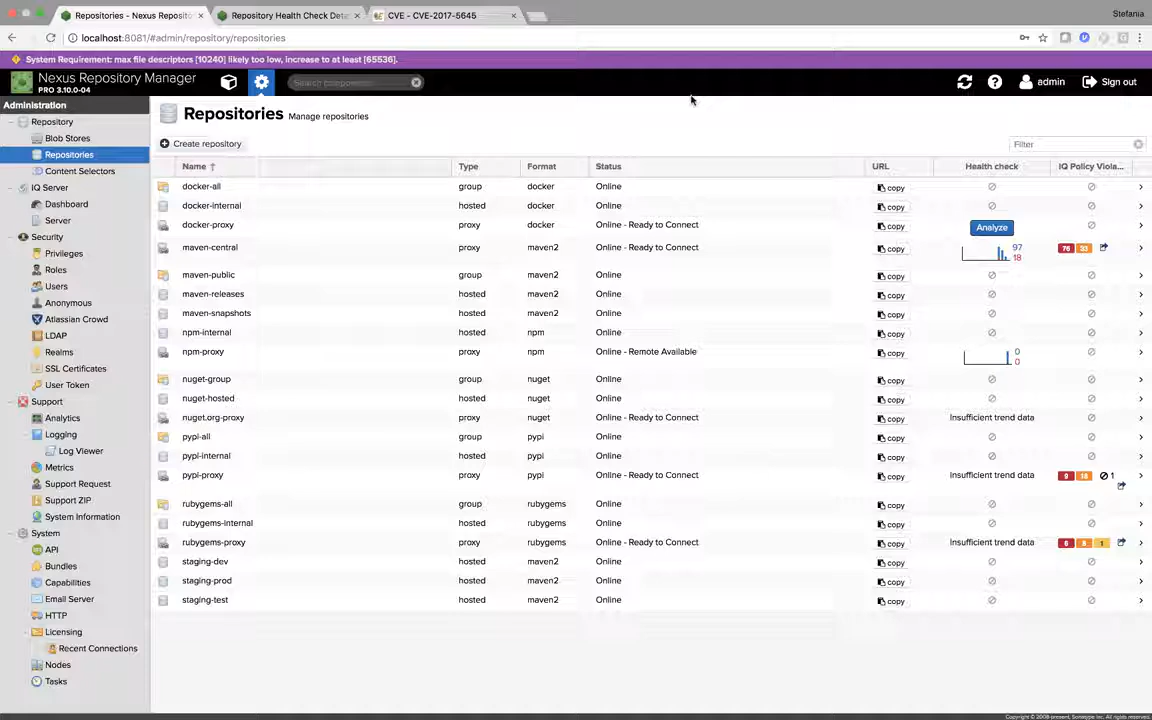 Repositories - Nexus Reposito
Repository Health Check Deta
CVE - CVE-2017-5645
Stefania
localhost:8081/#admin/repository/repositories
System Requirement: max file descriptors [10240] likely too low, increase to at least [65536].
Nexus Repository Manager
PRO 3.10.0-04
Search components
admin
Sign out
Administration
Repository
Blob Stores
Repositories
Content Selectors
IQ Server
Dashboard
Server
Security
Privileges
Roles
Users
Anonymous
Atlassian Crowd
LDAP
Realms
SSL Certificates
User Token
Support
Analytics
Logging
Log Viewer
Metrics
Support Request
Support ZIP
System Information
System
API
Bundles
Capabilities
Email Server
HTTP
Licensing
Recent Connections
Nodes
Tasks
Repositories Manage repositories
Create repository
Filter
Name Type Format Status URL Health check IQ Policy Viola...
docker-all group docker Online copy
docker-internal hosted docker Online copy
docker-proxy proxy docker Online - Ready to Connect copy Analyze
maven-central proxy maven2 Online - Ready to Connect copy 97 18 76 33
maven-public group maven2 Online copy
maven-releases hosted maven2 Online copy
maven-snapshots hosted maven2 Online copy
npm-internal hosted npm Online copy
npm-proxy proxy npm Online - Remote Available copy 0 0
nuget-group group nuget Online copy
nuget-hosted hosted nuget Online copy
nuget.org-proxy proxy nuget Online - Ready to Connect copy Insufficient trend data
pypi-all group pypi Online copy
pypi-internal hosted pypi Online copy
pypi-proxy proxy pypi Online - Ready to Connect copy Insufficient trend data 9 18 1
rubygems-all group rubygems Online copy
rubygems-internal hosted rubygems Online copy
rubygems-proxy proxy rubygems Online - Ready to Connect copy Insufficient trend data 6 8 1
staging-dev hosted maven2 Online copy
staging-prod hosted maven2 Online copy
staging-test hosted maven2 Online copy
Copyright © 2008-present, Sonatype Inc. All rights reserved.